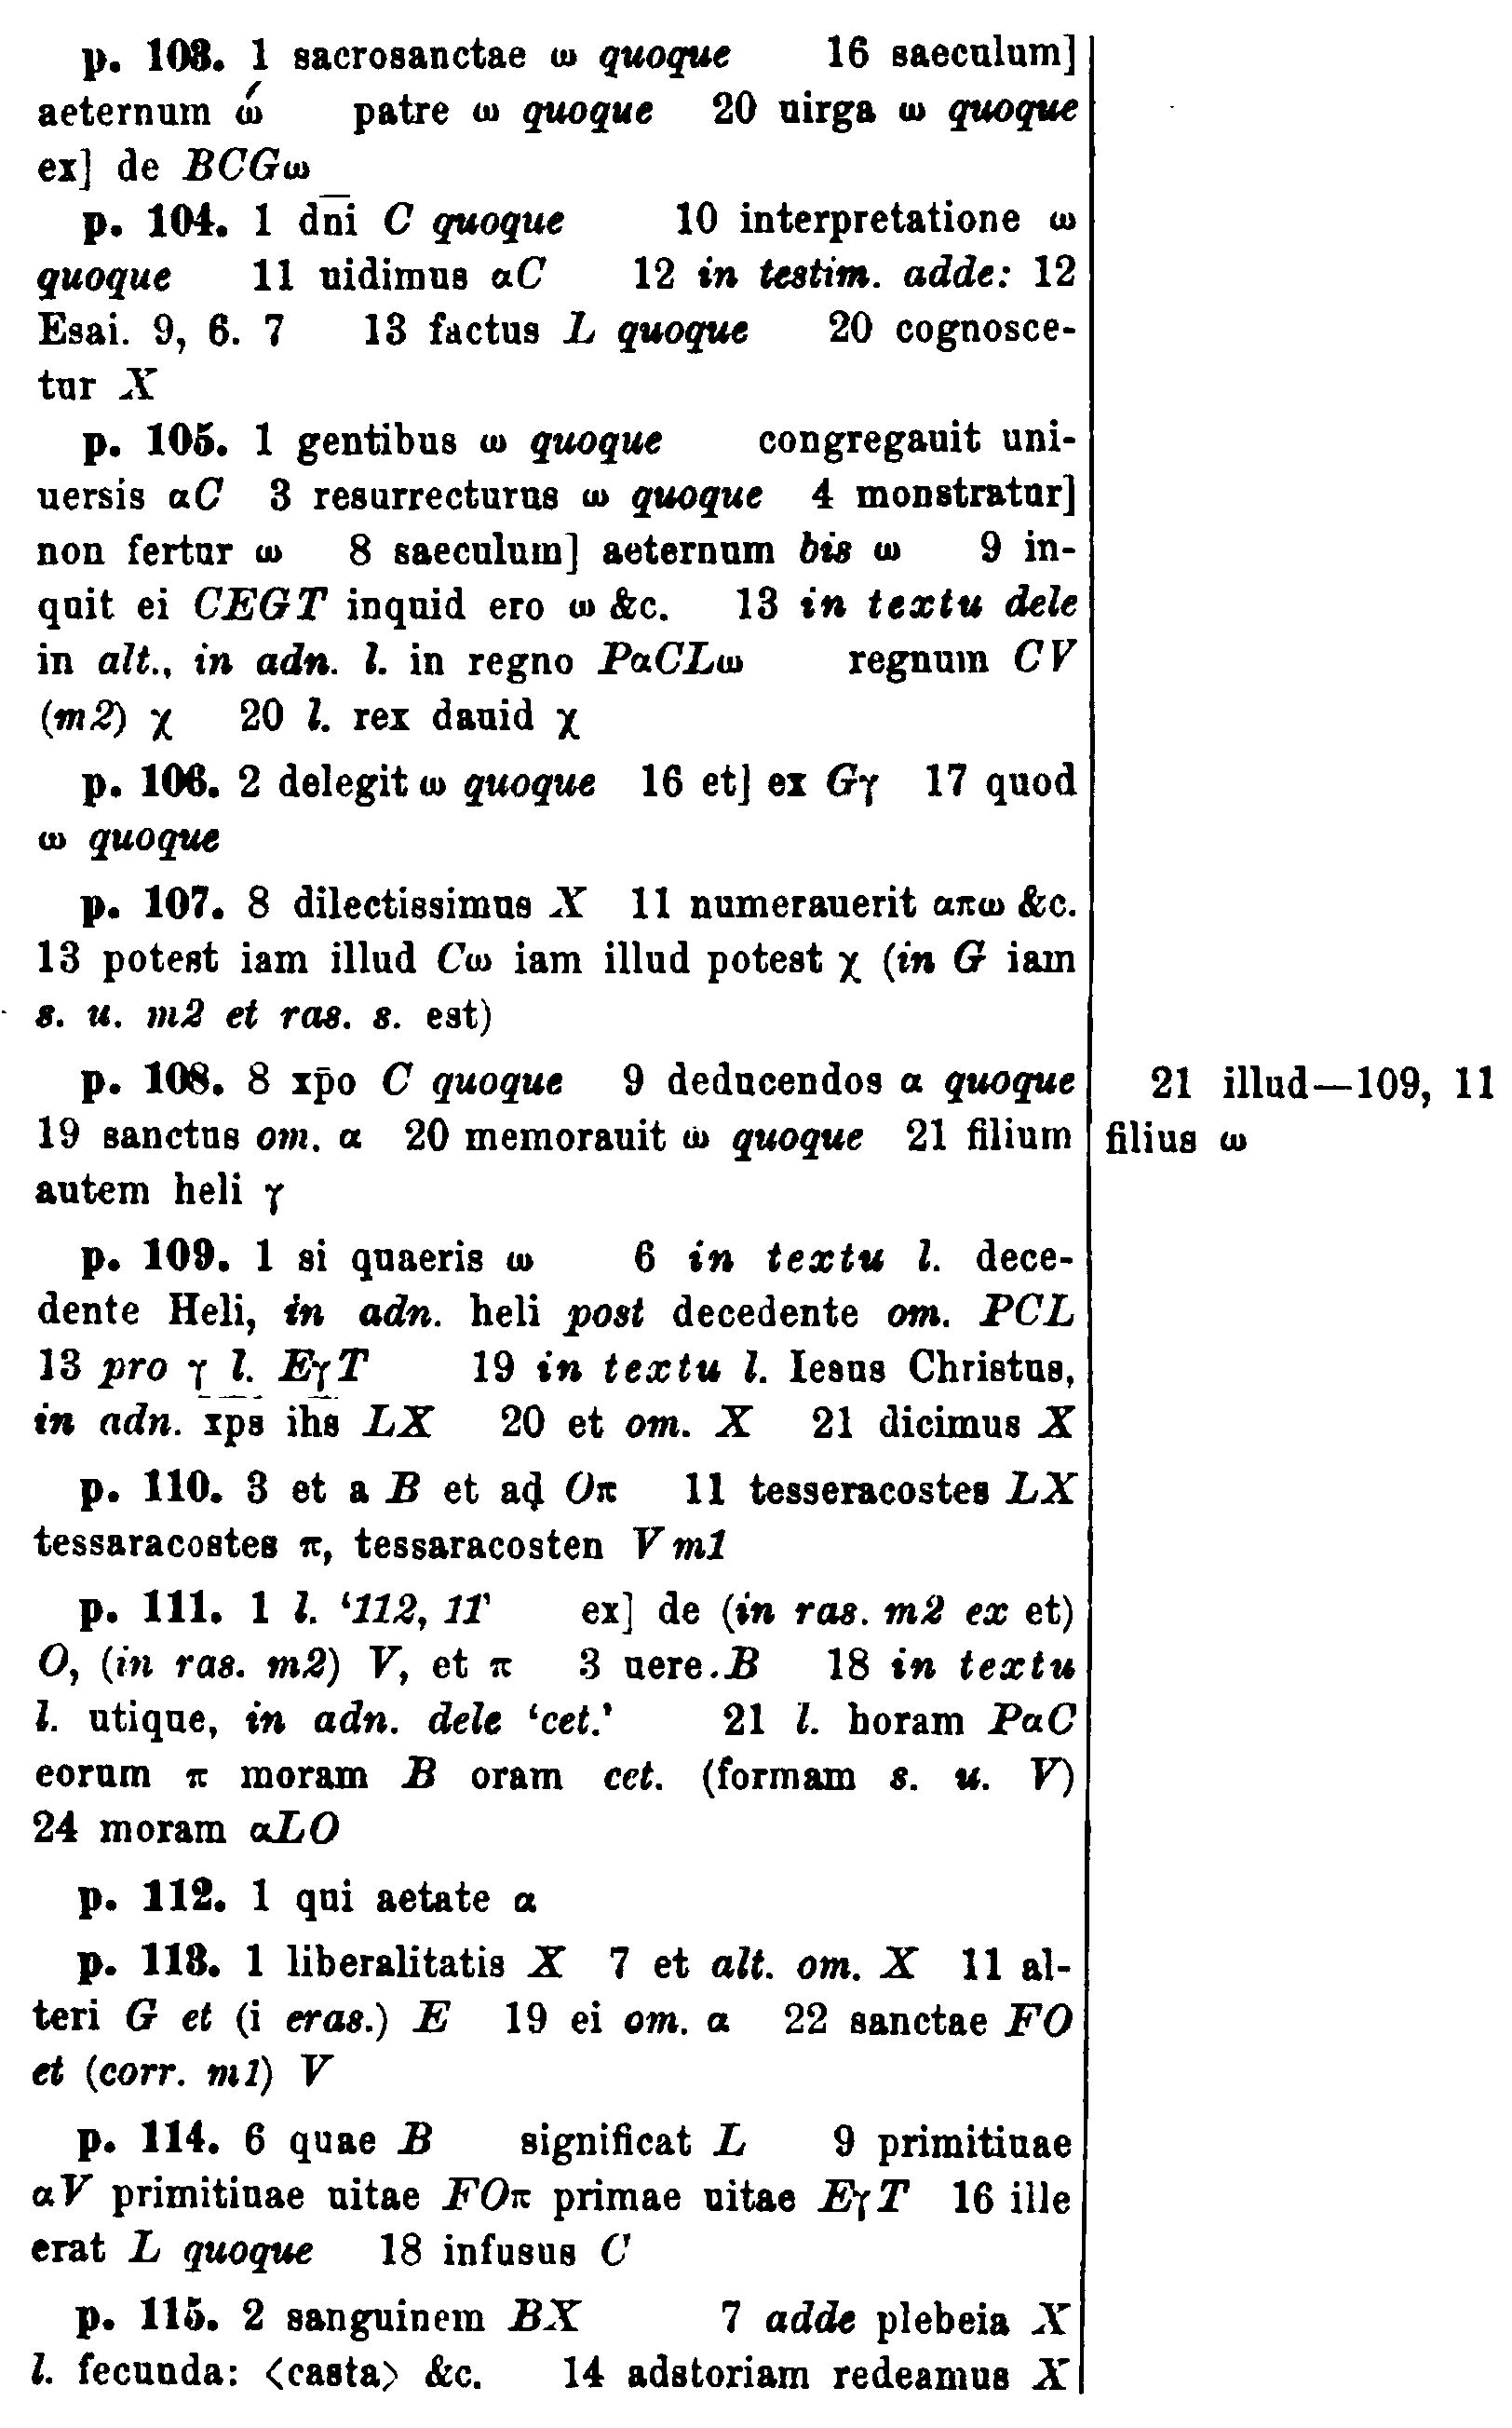 p. 103. 1 sacrosanctae ω quoque 16 saeculum]
aeternum ώ patre ω quoque 20 uirga ω quoque
ex] de BCGω
p. 104. 1 dn̄i C quoque 10 interpretatione ω
quoque 11 uidimus αC 12 in testim. adde: 12
Esai. 9, 6. 7 13 factus L quoque 20 cognosce-
tur X
p. 105. 1 gentibus ω quoque congregauit uni-
uersis αC 3 resurrecturus ω quoque 4 monstratur]
non fertur ω 8 saeculum] aeternum bis ω 9 in-
quit ei CEGT inquid ero ω &c. 13 in textu dele
in alt., in adn. l. in regno PαCLω regnum CV
(m2) χ 20 l. rex dauid χ
p. 106. 2 delegit ω quoque 16 et] ex Gγ 17 quod
ω quoque
p. 107. 8 dilectissimus X 11 numerauerit απω &c.
13 potest iam illud Cω iam illud potest χ (in G iam
s. u. m2 et ras. s. est)
p. 108. 8 xp̄o C quoque 9 deducendos α quoque
19 sanctus om. α 20 memorauit ω quoque 21 filium
autem heli γ
21 illud—109, 11
filius ω
p. 109. 1 si quaeris ω 6 in textu l. dece-
dente Heli, in adn. heli post decedente om. PCL
13 pro γ l. EγT 19 in textu l. Iesus Christus,
in adn. x̄p̄s īhs̄ LX 20 et om. X 21 dicimus X
p. 110. 3 et a B et ad̩ Oπ 11 tesseracostes LX
tessaracostes π, tessaracosten V m1
p. 111. 1 l. ‘112, 11’ ex] de (in ras. m2 ex et)
O, (in ras. m2) V, et π 3 uere B 18 in textu
l. utique, in adn. dele ‘cet.’ 21 l. horam PαC
eorum π moram B oram cet. (formam s. u. V)
24 moram αLO
p. 112. 1 qui aetate α
p. 113. 1 liberalitatis X 7 et alt. om. X 11 al-
teri G et (i eras.) E 19 ei om. α 22 sanctae FO
et (corr. m1) V
p. 114. 6 quae B significat L 9 primitiuae
αV primitiuae uitae FOπ primae uitae EγT 16 ille
erat L quoque 18 infusus C
p. 115. 2 sanguinem BX 7 adde plebeia X
l. fecunda: ⟨casta⟩ &c. 14 adstoriam redeamus X